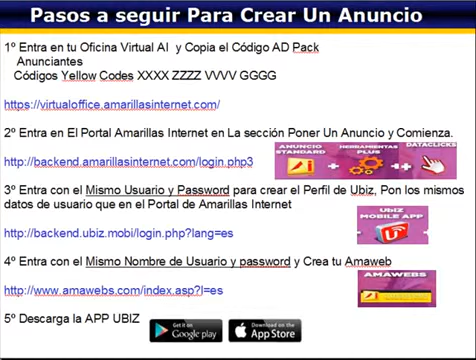 Pasos a seguir Para Crear Un Anuncio
1º Entra en tu Oficina Virtual AI y Copia el Código AD Pack
Anunciantes
Códigos Yellow Codes XXXX ZZZZ VVVV GGGG
https://virtualoffice.amarillasinternet.com/
2º Entra en El Portal Amarillas Internet en La sección Poner Un Anuncio y Comienza.
ANUNCIO STANDARD HERRAMIENTAS PLUS DATACLICKS
http://backend.amarillasinternet.com/login.php3
3º Entra con el Mismo Usuario y Password para crear el Perfil de Ubiz, Pon los mismos
datos de usuario que en el Portal de Amarillas Internet
UBIZ
MOBILE APP
http://backend.ubiz.mobi/login.php?lang=es
4º Entra con el Mismo Nombre de Usuario y password y Crea tu Amaweb
AMAWEBS
http://www.amawebs.com/index.asp?l=es
5º Descarga la APP UBIZ
Get it on
Google play
Download on the
App Store